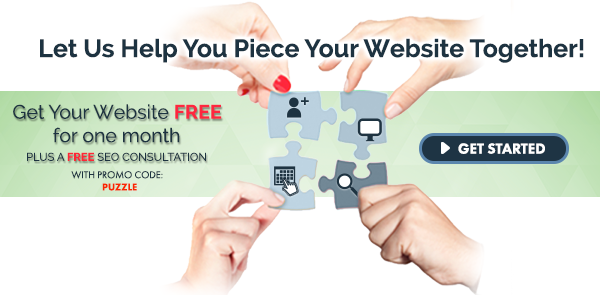 Let Us Help You Piece Your Website Together!
Get Your Website FREE
for one month
PLUS A FREE SEO CONSULTATION
WITH PROMO CODE:
PUZZLE
GET STARTED